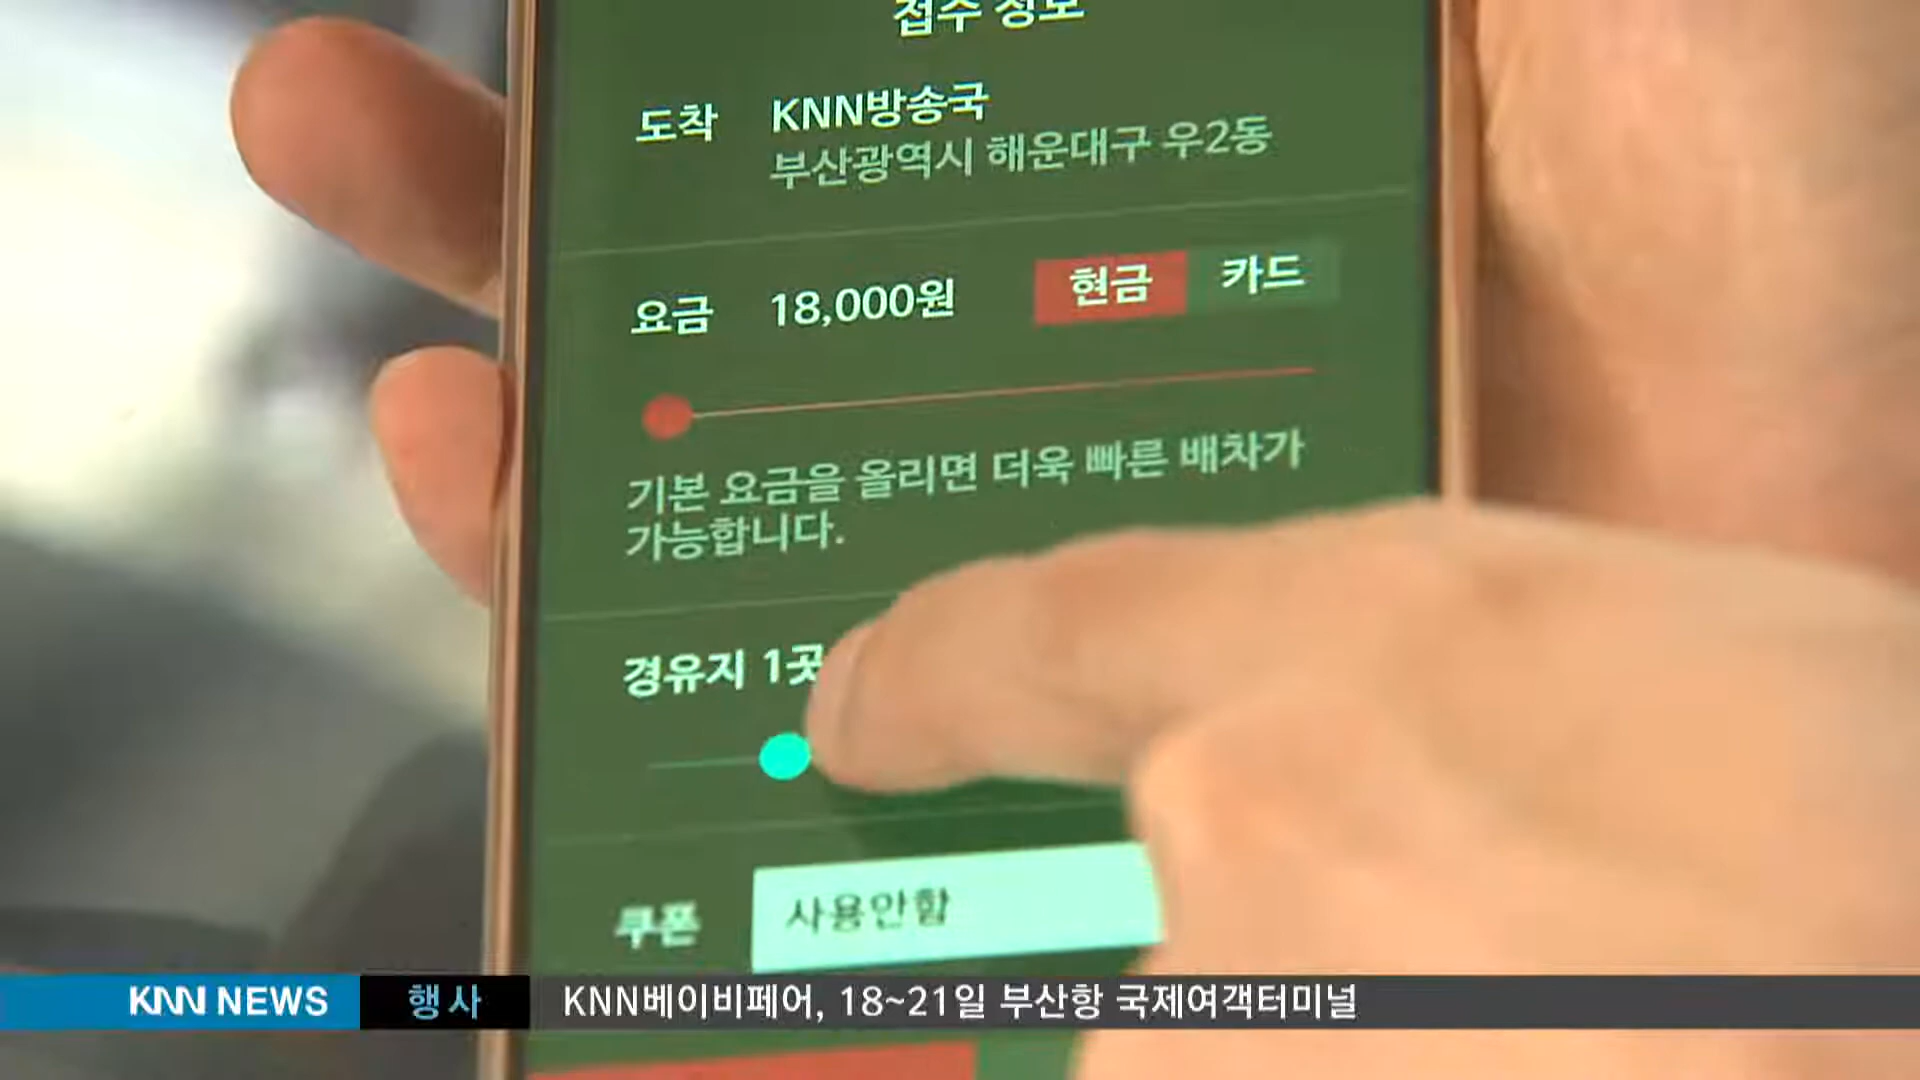 접수 정보
도착 KNN방송국
부산광역시 해운대구 우2동
요금 18,000원 현금 카드
기본 요금을 올리면 더욱 빠른 배차가
가능합니다.
경유지 1곳
쿠폰 사용안함
KNN NEWS 행사 KNN베이비페어, 18~21일 부산항 국제여객터미널